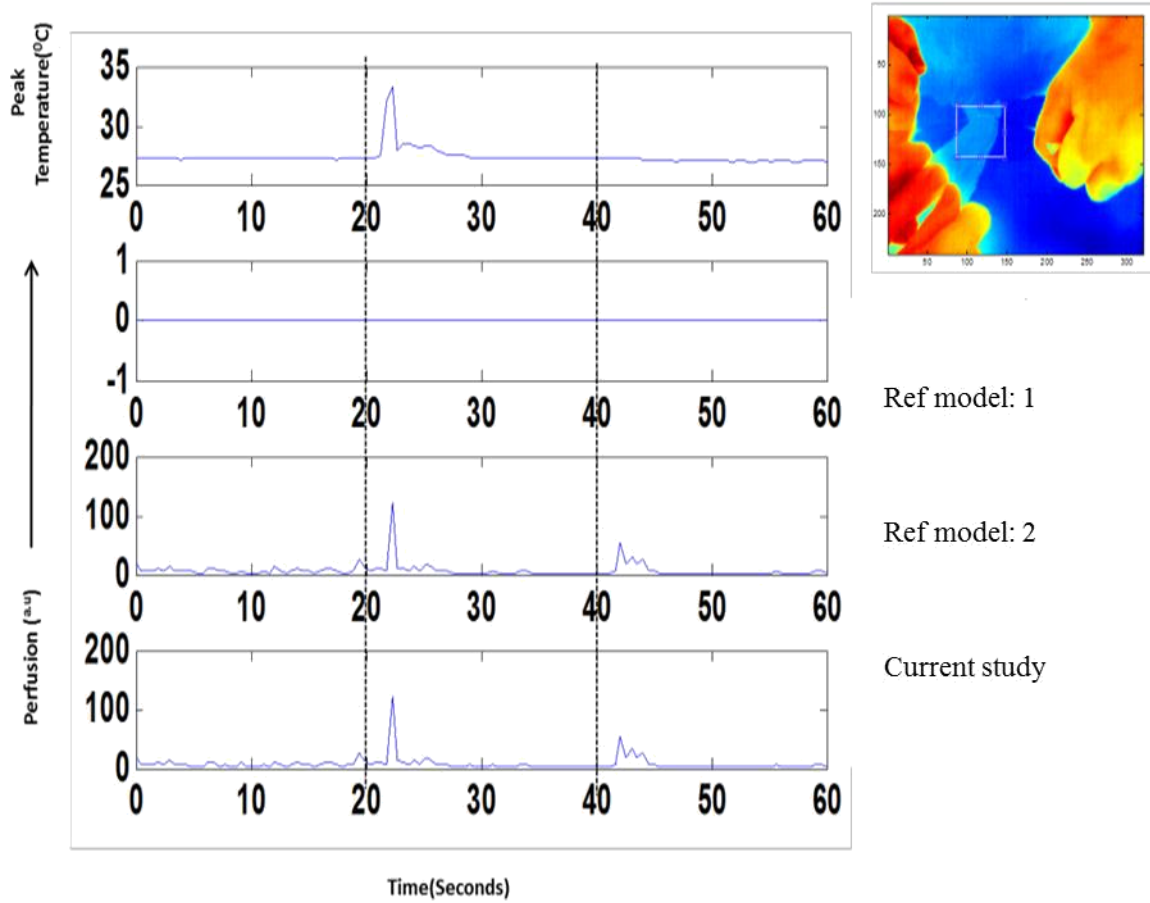 Peak
Temperature(⁰C)
35
30
25
0 10 20 30 40 50 60
1
0
-1
0 10 20 30 40 50 60
Ref model: 1
200
100
0
0 10 20 30 40 50 60
Ref model: 2
200
100
0
0 10 20 30 40 50 60
Current study
Perfusion (a.u)
Time(Seconds)
50
100
150
200
50 100 150 200 250 300